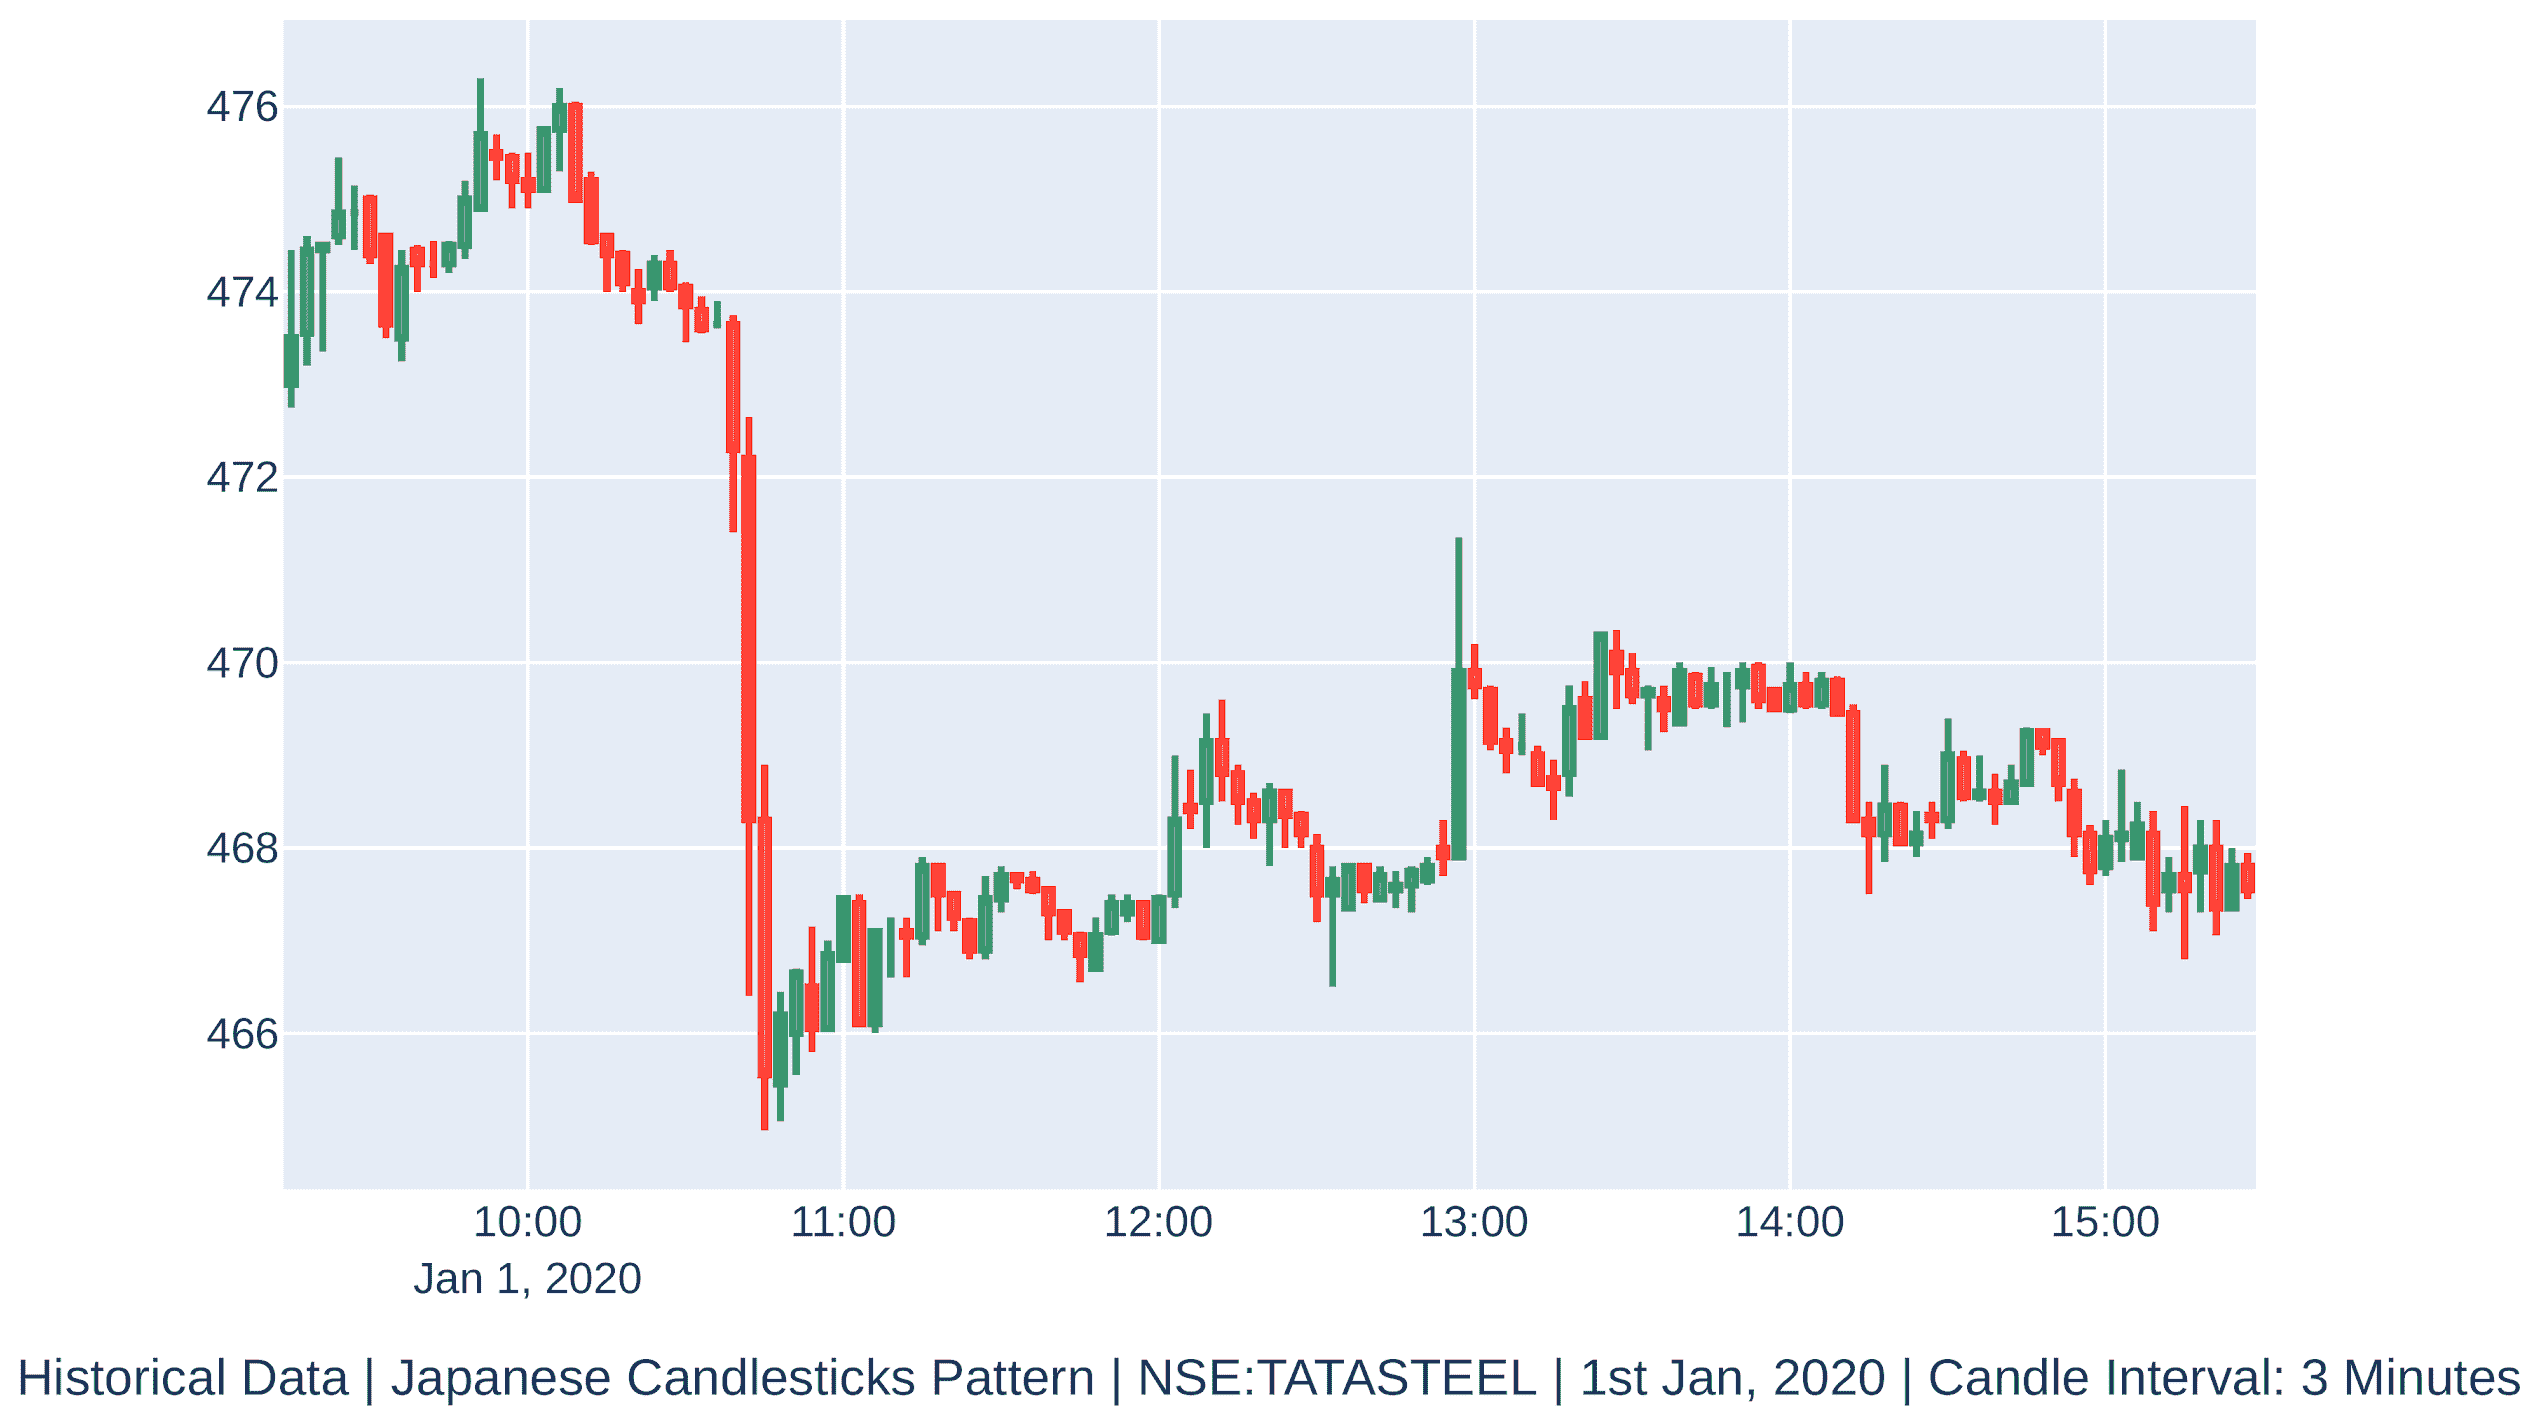 476
474
472
470
468
466
10:00 11:00 12:00 13:00 14:00 15:00
Jan 1, 2020
Historical Data | Japanese Candlesticks Pattern | NSE:TATASTEEL | 1st Jan, 2020 | Candle Interval: 3 Minutes